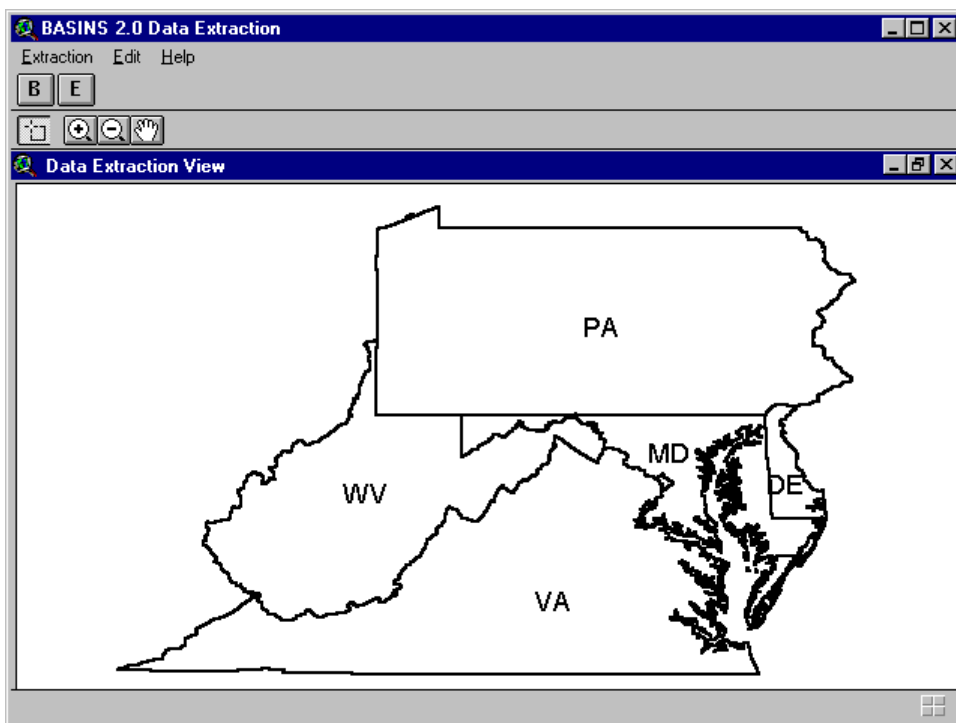 BASINS 2.0 Data Extraction
Extraction Edit Help
B E
Data Extraction View
PA
MD
DE
WV
VA